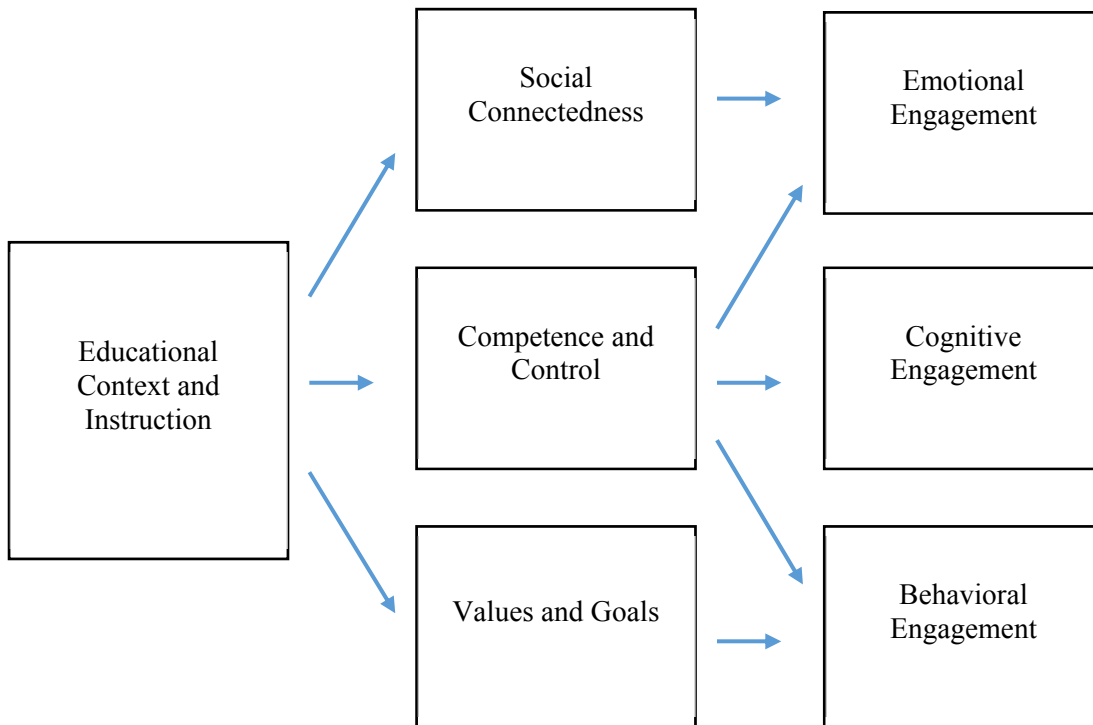 Social
Connectedness
Emotional
Engagement
Educational
Context and
Instruction
Competence and
Control
Cognitive
Engagement
Values and Goals
Behavioral
Engagement